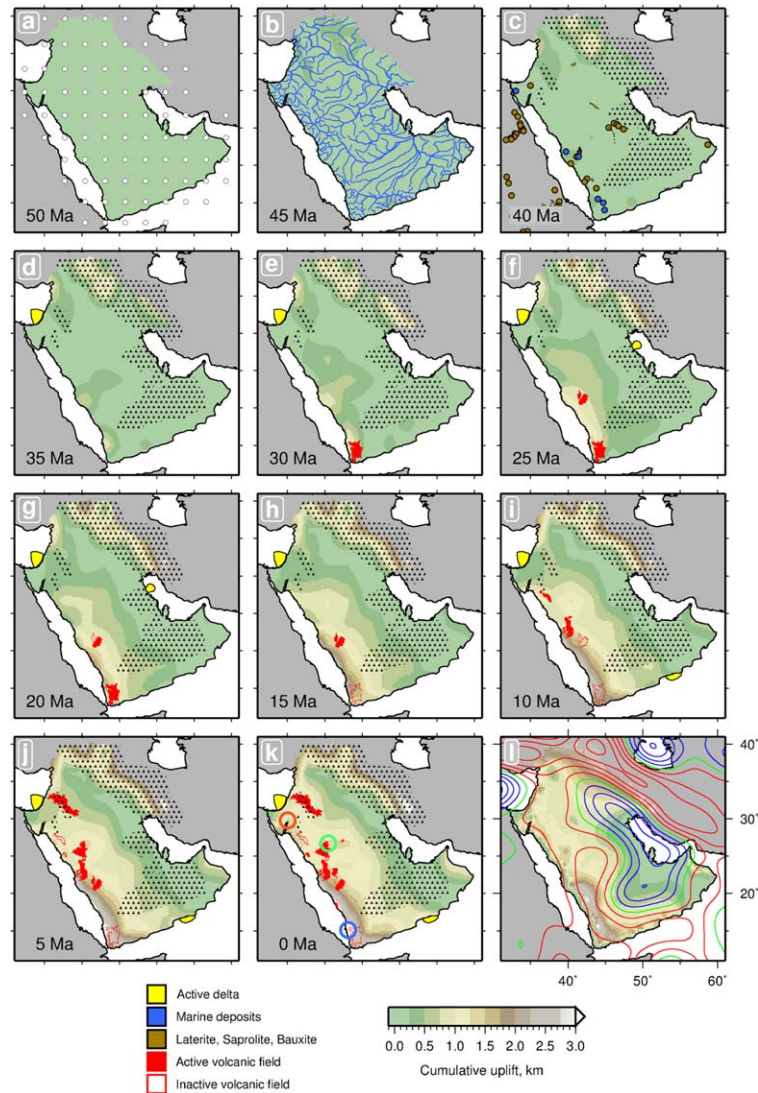 a
b
c
50 Ma
45 Ma
40 Ma
d
e
f
35 Ma
30 Ma
25 Ma
g
h
i
20 Ma
15 Ma
10 Ma
j
k
l
40˚
30˚
20˚
5 Ma
0 Ma
40˚ 50˚ 60˚
Active delta
Marine deposits
Laterite, Saprolite, Bauxite
Active volcanic field
Inactive volcanic field
0.0 0.5 1.0 1.5 2.0 2.5 3.0
Cumulative uplift, km